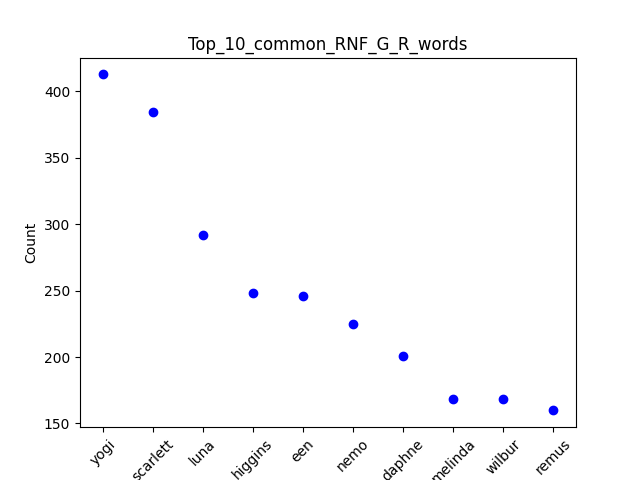 Top_10_common_RNF_G_R_words
Count
400
350
300
250
200
150
yogi
scarlett
luna
higgins
een
nemo
daphne
melinda
wilbur
remus